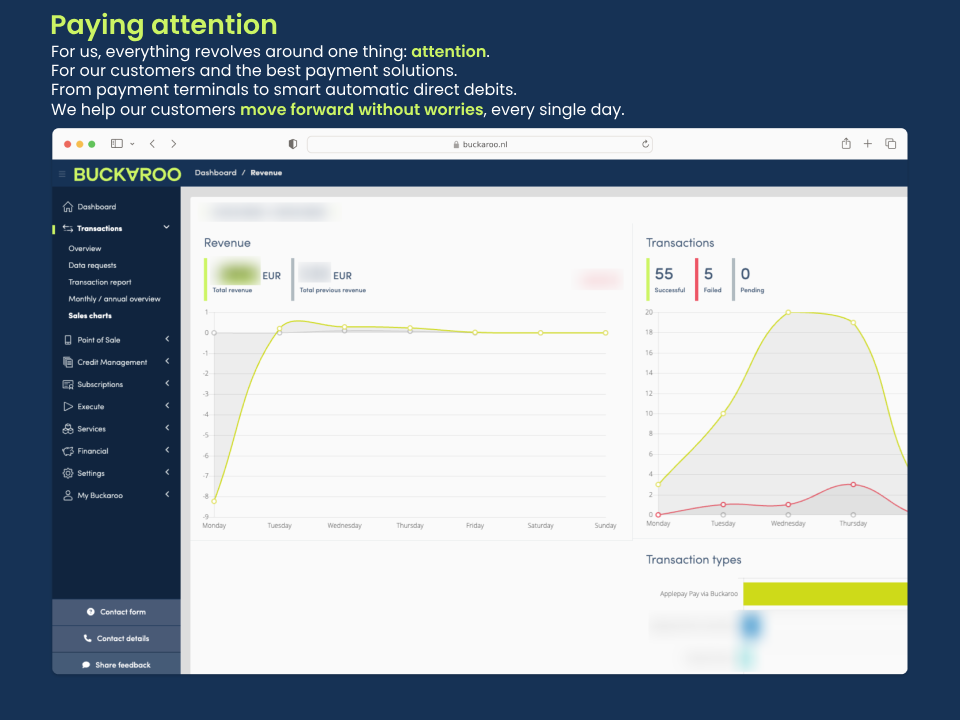 Paying attention
For us, everything revolves around one thing: attention.
For our customers and the best payment solutions.
From payment terminals to smart automatic direct debits.
We help our customers move forward without worries, every single day.
buckaroo.nl
BUCKAROO
Dashboard / Revenue
Dashboard
Transactions
Overview
Data requests
Transaction report
Monthly / annual overview
Sales charts
Point of Sale
Credit Management
Subscriptions
Execute
Services
Financial
Settings
My Buckaroo
Contact form
Contact details
Share feedback
Revenue
EUR
Total revenue
EUR
Total previous revenue
1
0
-1
-2
-3
-4
-5
-6
-7
-8
-9
Monday Tuesday Wednesday Thursday Friday Saturday Sunday
Transactions
55 5 0
Successful Failed Pending
20
18
16
14
12
10
8
6
4
2
0
Monday Tuesday Wednesday Thursday
Transaction types
Applepay Pay via Buckaroo